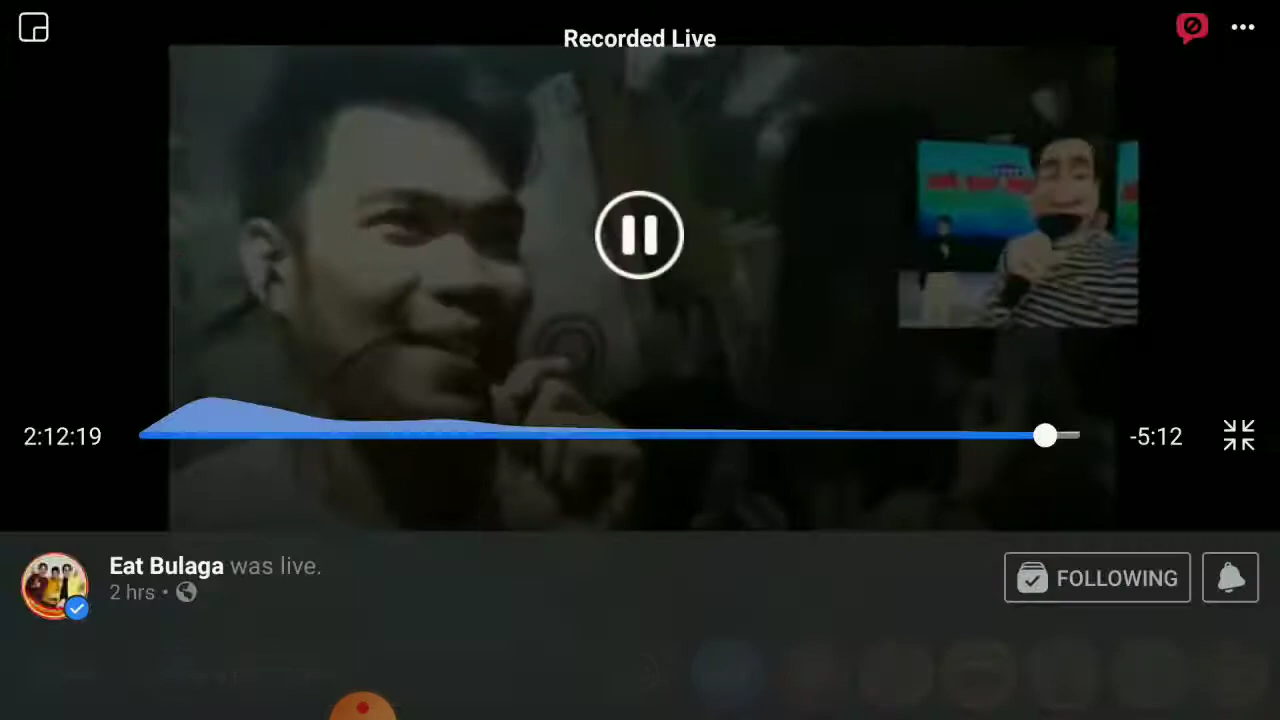 Recorded Live
2:12:19
-5:12
Eat Bulaga was live.
2 hrs •
FOLLOWING